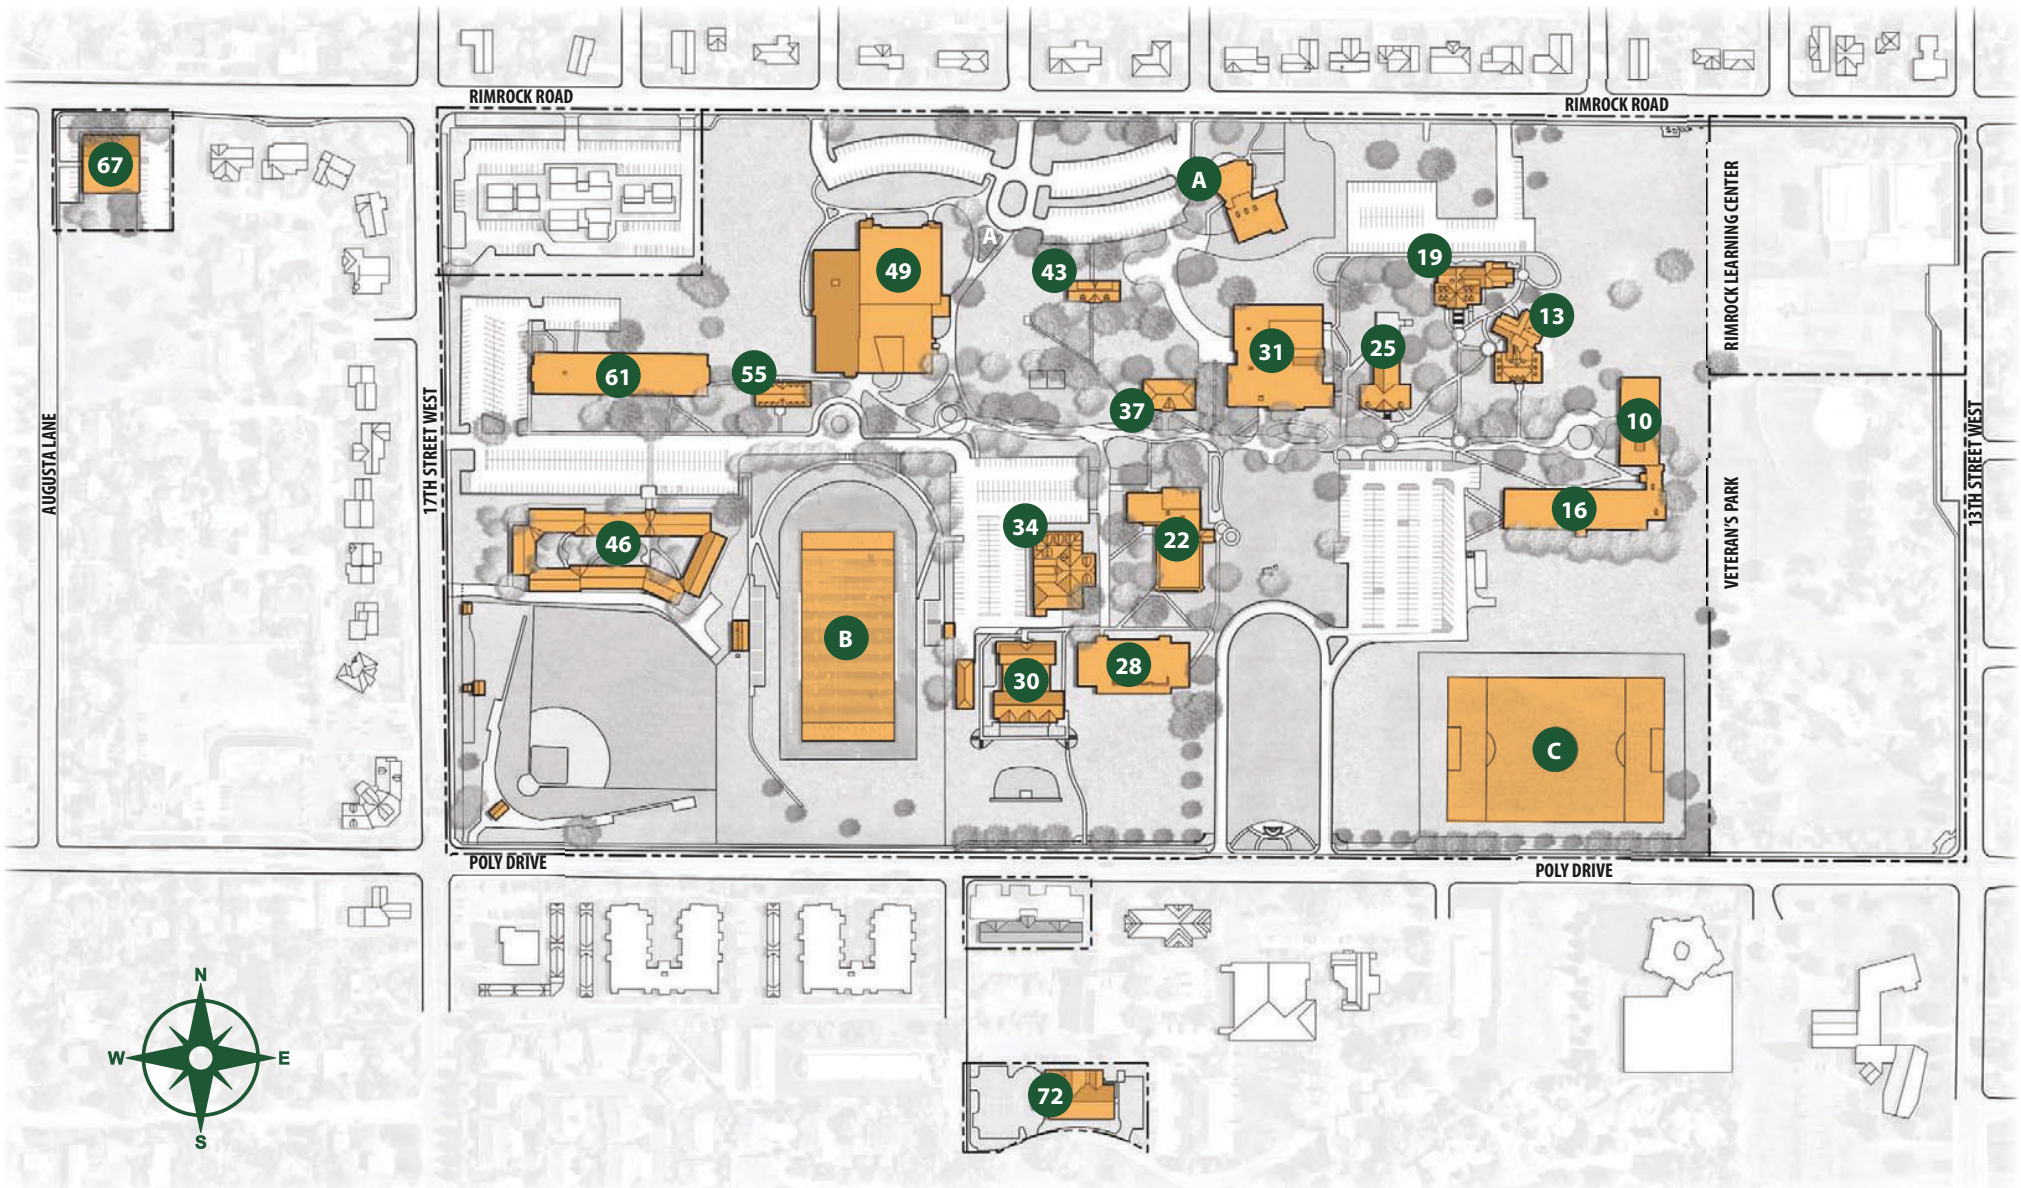 RIMROCK ROAD
RIMROCK ROAD
67
A
A
RIMROCK LEARNING CENTER
49
43
19
13
31
25
61
55
37
10
AUGUSTA LANE
17TH STREET WEST
13TH STREET WEST
VETERAN'S PARK
16
34
22
46
B
28
30
C
POLY DRIVE
POLY DRIVE
N
W
E
S
72